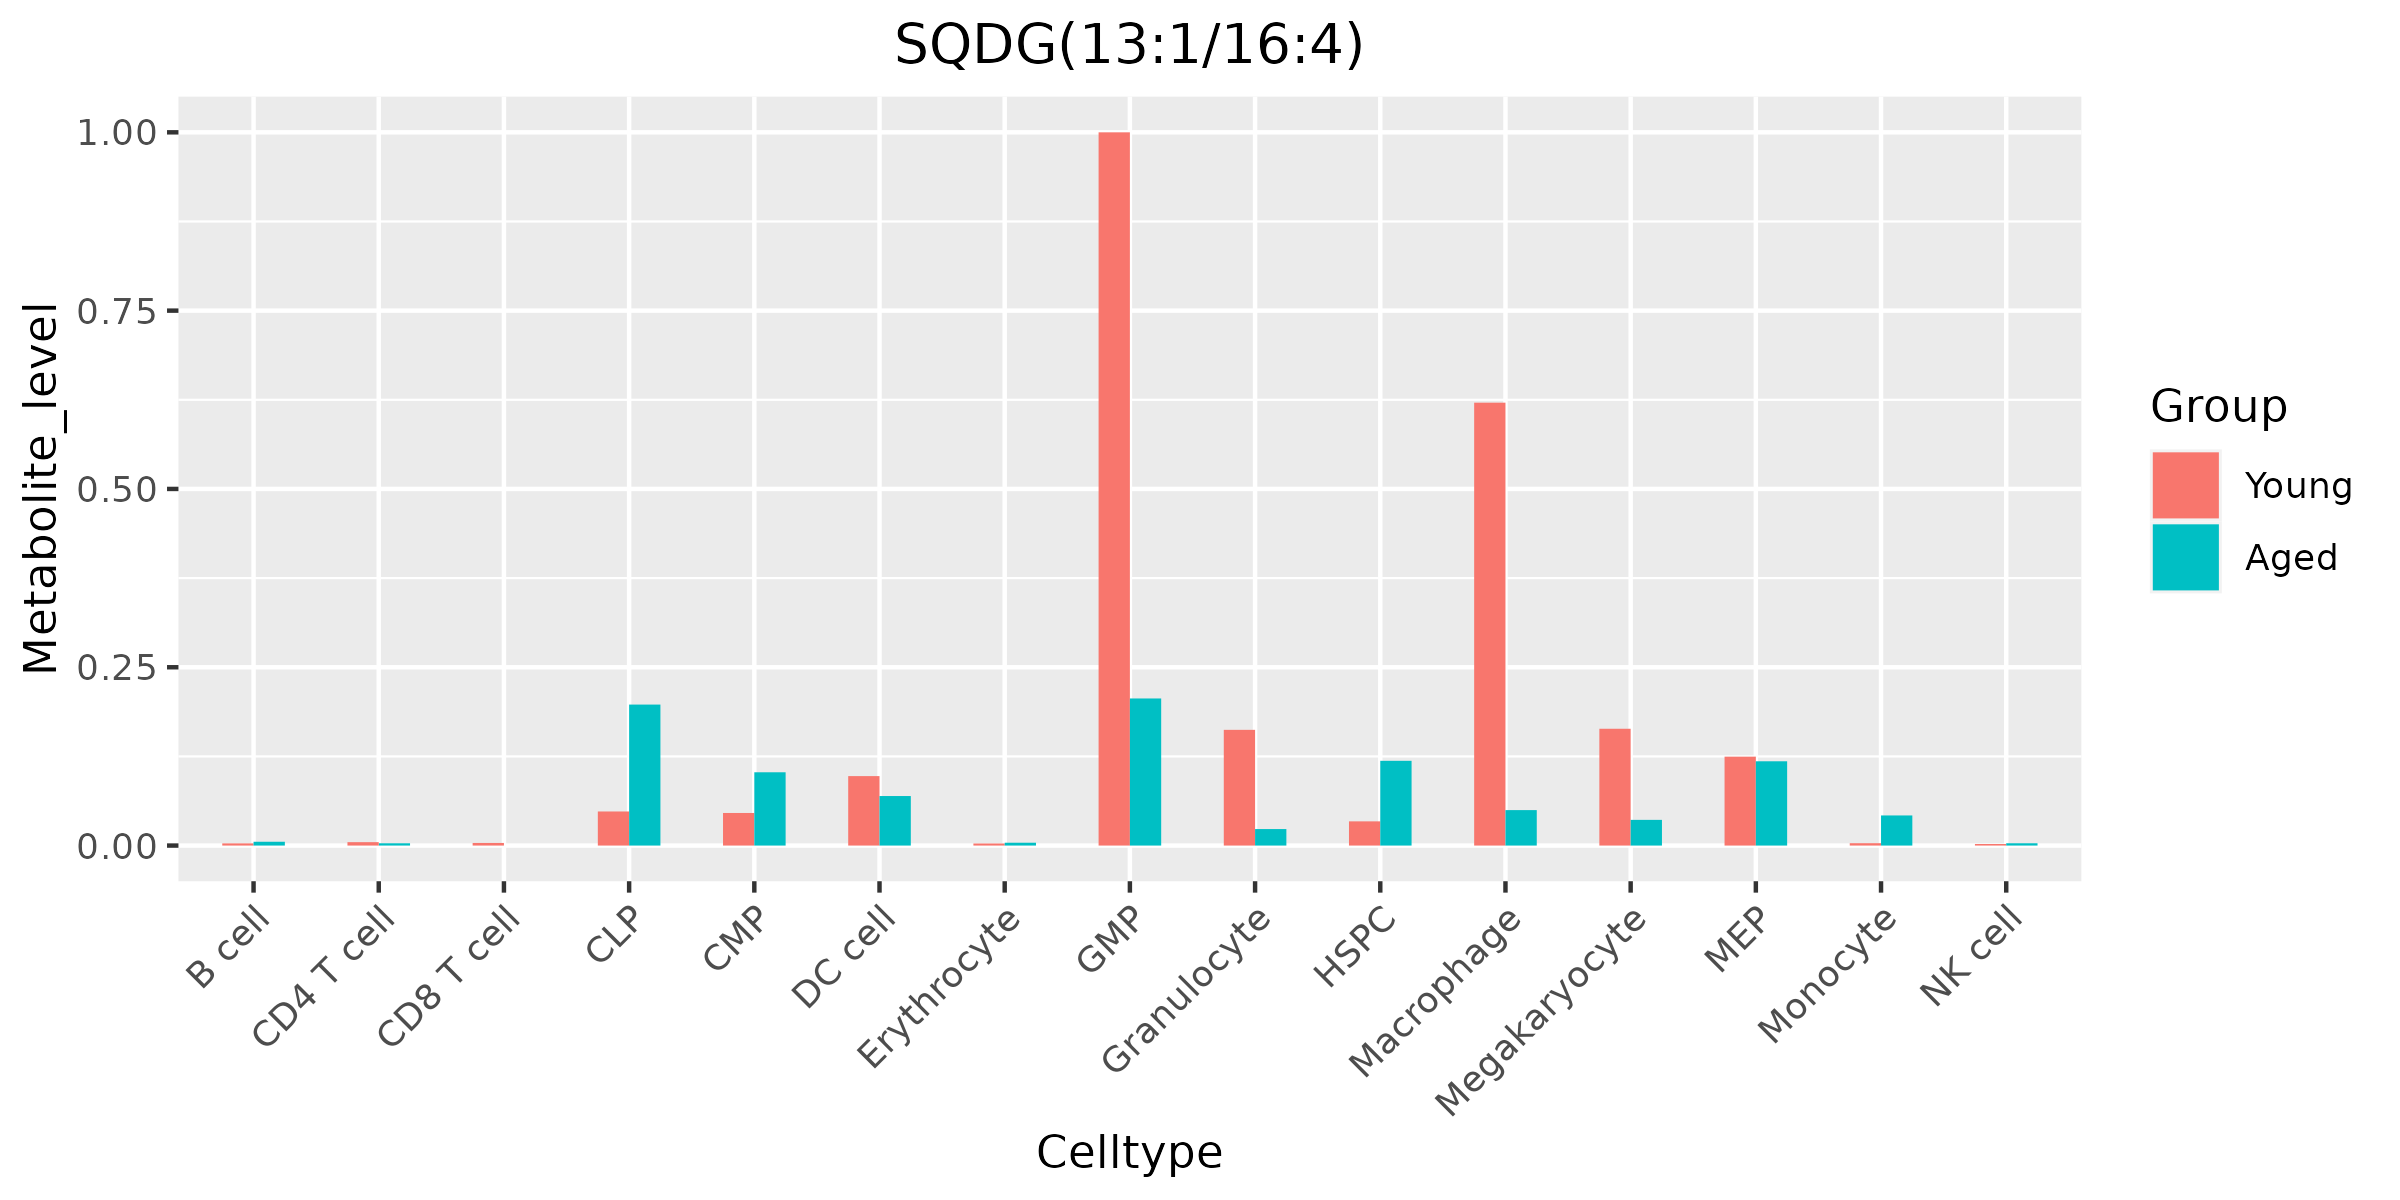 SQDG(13:1/16:4)
Metabolite_level
1.00
0.75
0.50
0.25
0.00
B cell
CD4 T cell
CD8 T cell
CLP
CMP
DC cell
Erythrocyte
GMP
Granulocyte
HSPC
Macrophage
Megakaryocyte
MEP
Monocyte
NK cell
Celltype
Group
Young
Aged